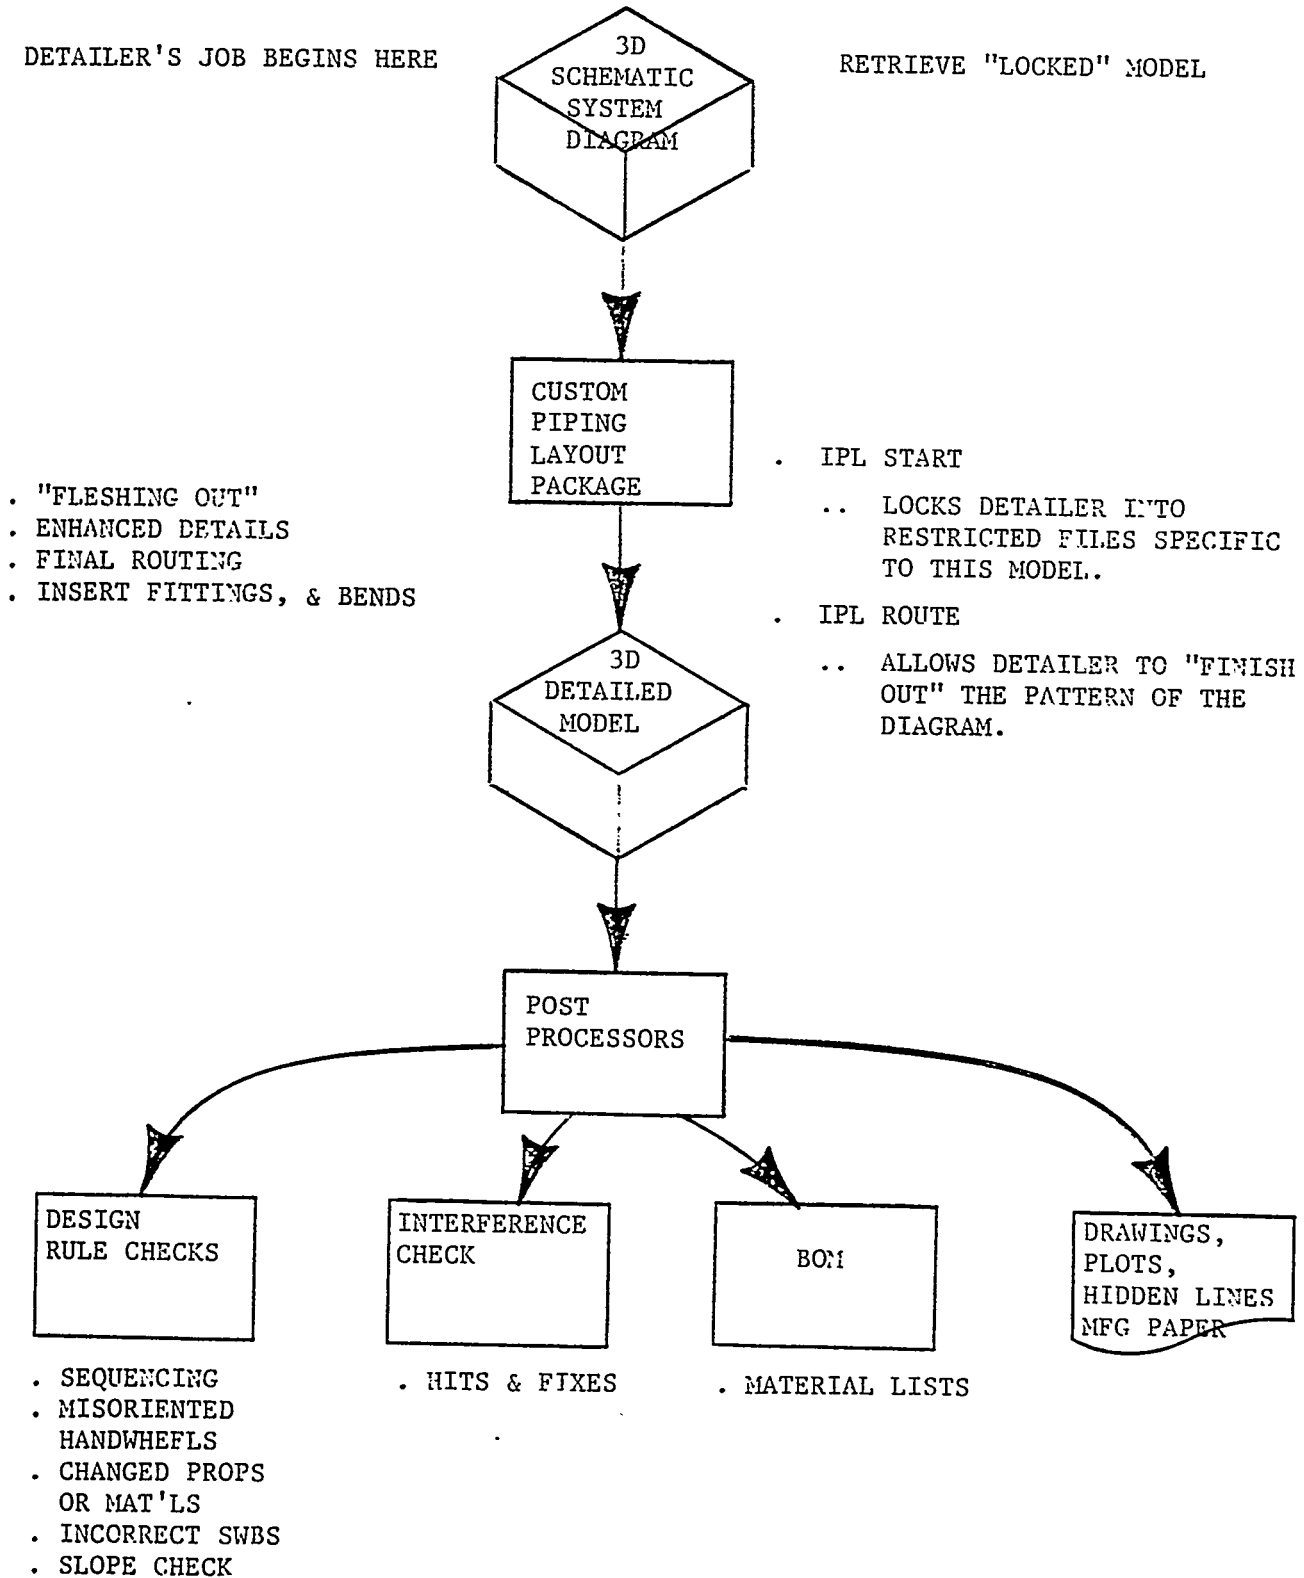 DETAILER'S JOB BEGINS HERE
3D
SCHEMATIC
SYSTEM
DIAGRAM
RETRIEVE "LOCKED" MODEL
CUSTOM
PIPING
LAYOUT
PACKAGE
. "FLESHING OUT"
. ENHANCED DETAILS
. FINAL ROUTING
. INSERT FITTINGS, & BENDS
. IPL START
.. LOCKS DETAILER INTO
RESTRICTED FILES SPECIFIC
TO THIS MODEL.
. IPL ROUTE
.. ALLOWS DETAILER TO "FINISH
OUT" THE PATTERN OF THE
DIAGRAM.
3D
DETAILED
MODEL
POST
PROCESSORS
DESIGN
RULE CHECKS
. SEQUENCING
. MISORIENTED
HANDWHEELS
. CHANGED PROPS
OR MAT'LS
. INCORRECT SWBS
. SLOPE CHECK
INTERFERENCE
CHECK
. HITS & FIXES
BOM
. MATERIAL LISTS
DRAWINGS,
PLOTS,
HIDDEN LINES
MFG PAPER